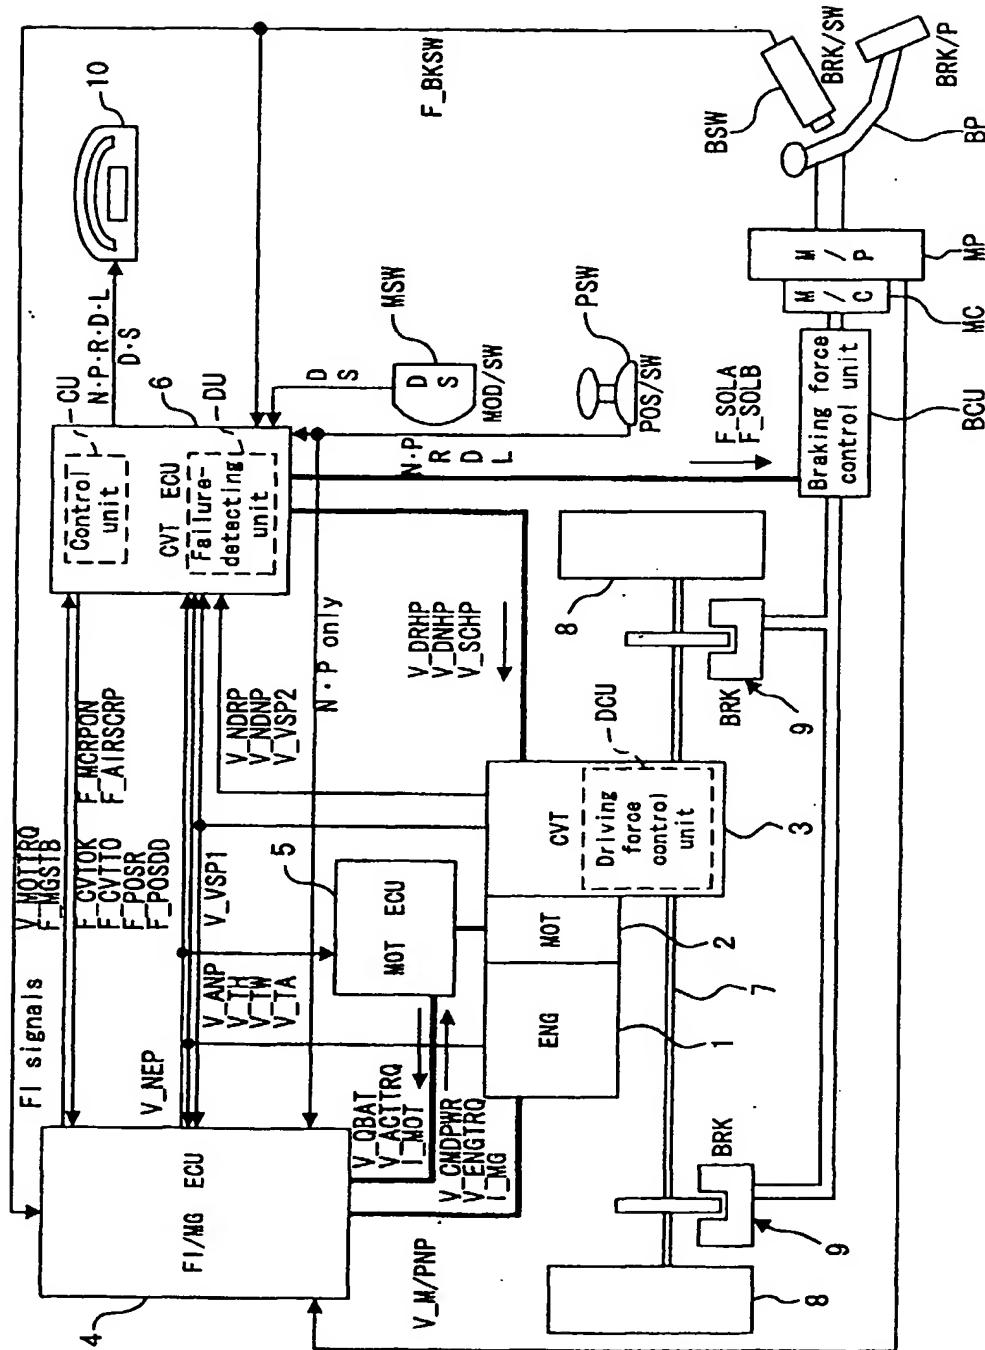 FI signals
V_MOTTRQ
F_MGSTB
F_CVTOK
F_CVTTO
F_POSR
F_POSDD
F_MCRPON
F_AIRSCRP
CU
Control
unit
6
CVT ECU
DU
Failure-
detecting
unit
N·P·R·D·L
D·S
10
F_BKSW
4
FI/MG ECU
V_NEP
V_ANP
V_TH
V_TW
V_TA
V_VSP1
V_NDRP
V_NDNP
V_VSP2
N·P only
D
S
MSW
D
S
MOD/SW
N·P
R
D
L
PSW
POS/SW
BSW
BRK/SW
BRK/P
BP
5
MOT ECU
V_QBAT
V_ACTTRQ
I_MOT
V_CMDPWR
V_ENGTRQ
I_MG
V_M/PNP
V_DRHP
V_DNHP
V_SCHP
F_SOLA
F_SOLB
ENG
1
MOT
2
CVT
DCU
Driving
force
control
unit
3
7
8
BRK
9
8
BRK
9
Braking force
control unit
BCU
M/C
MC
M/P
MP